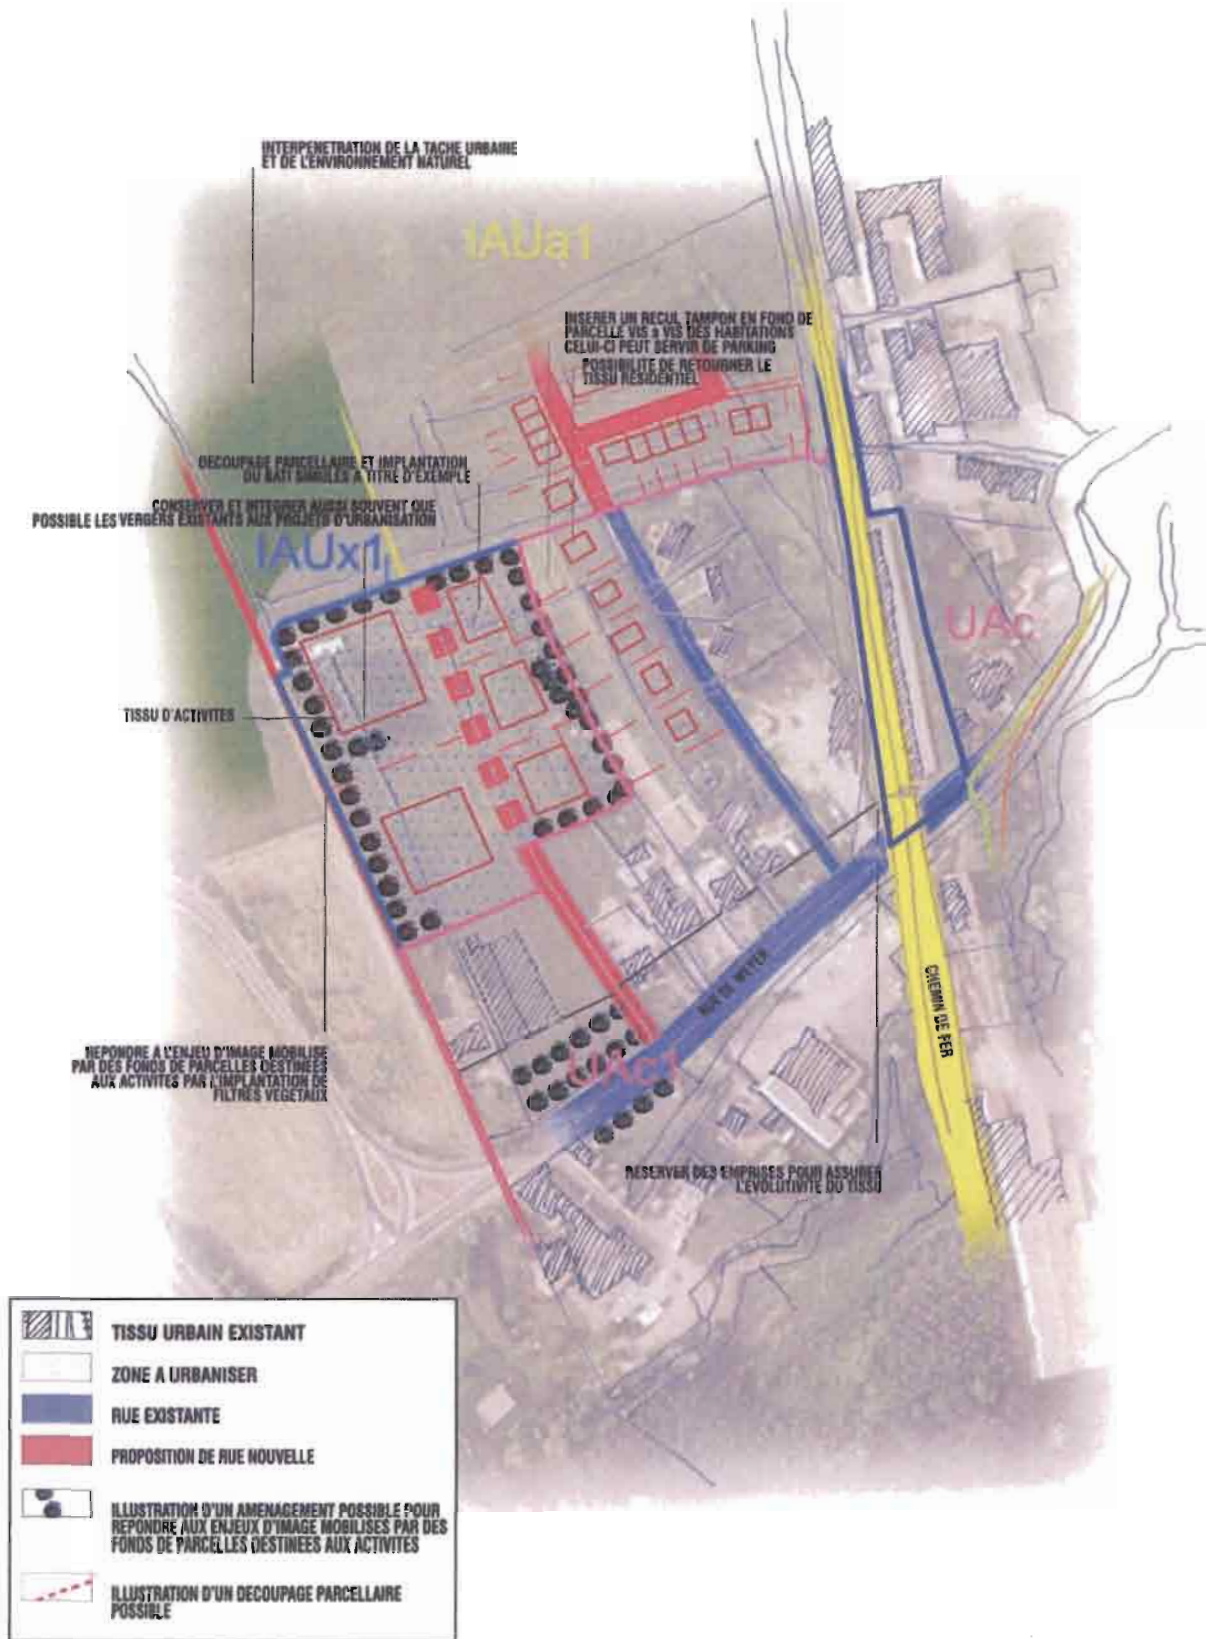 INTERPENETRATION DE LA TACHE URBAINE
ET DE L'ENVIRONNEMENT NATUREL
IAUa1
INSERER UN RECUL TAMPON EN FOND DE
PARCELLE VIS a VIS DES HABITATIONS
CELUI-CI PEUT SERVIR DE PARKING
POSSIBILITE DE RETOURNER LE
TISSU RESIDENTIEL
DECOUPAGE PARCELLAIRE ET IMPLANTATION
DU BATI SIMULES A TITRE D'EXEMPLE
CONSERVER ET INTEGRER AUSSI SOUVENT QUE
POSSIBLE LES VERGERS EXISTANTS AUX PROJETS D'URBANISATION
IAUx1
UAc
TISSU D'ACTIVITES
RUE DE WEYER
CHEMIN DE FER
REPONDRE A L'ENJEU D'IMAGE MOBILISE
PAR DES FONDS DE PARCELLES DESTINEES
AUX ACTIVITES PAR L'IMPLANTATION DE
FILTRES VEGETAUX
UAc1
RESERVER DES EMPRISES POUR ASSURER
L'EVOLUTIVITE DU TISSU
TISSU URBAIN EXISTANT
ZONE A URBANISER
RUE EXISTANTE
PROPOSITION DE RUE NOUVELLE
ILLUSTRATION D'UN AMENAGEMENT POSSIBLE POUR
REPONDRE AUX ENJEUX D'IMAGE MOBILISES PAR DES
FONDS DE PARCELLES DESTINEES AUX ACTIVITES
ILLUSTRATION D'UN DECOUPAGE PARCELLAIRE
POSSIBLE